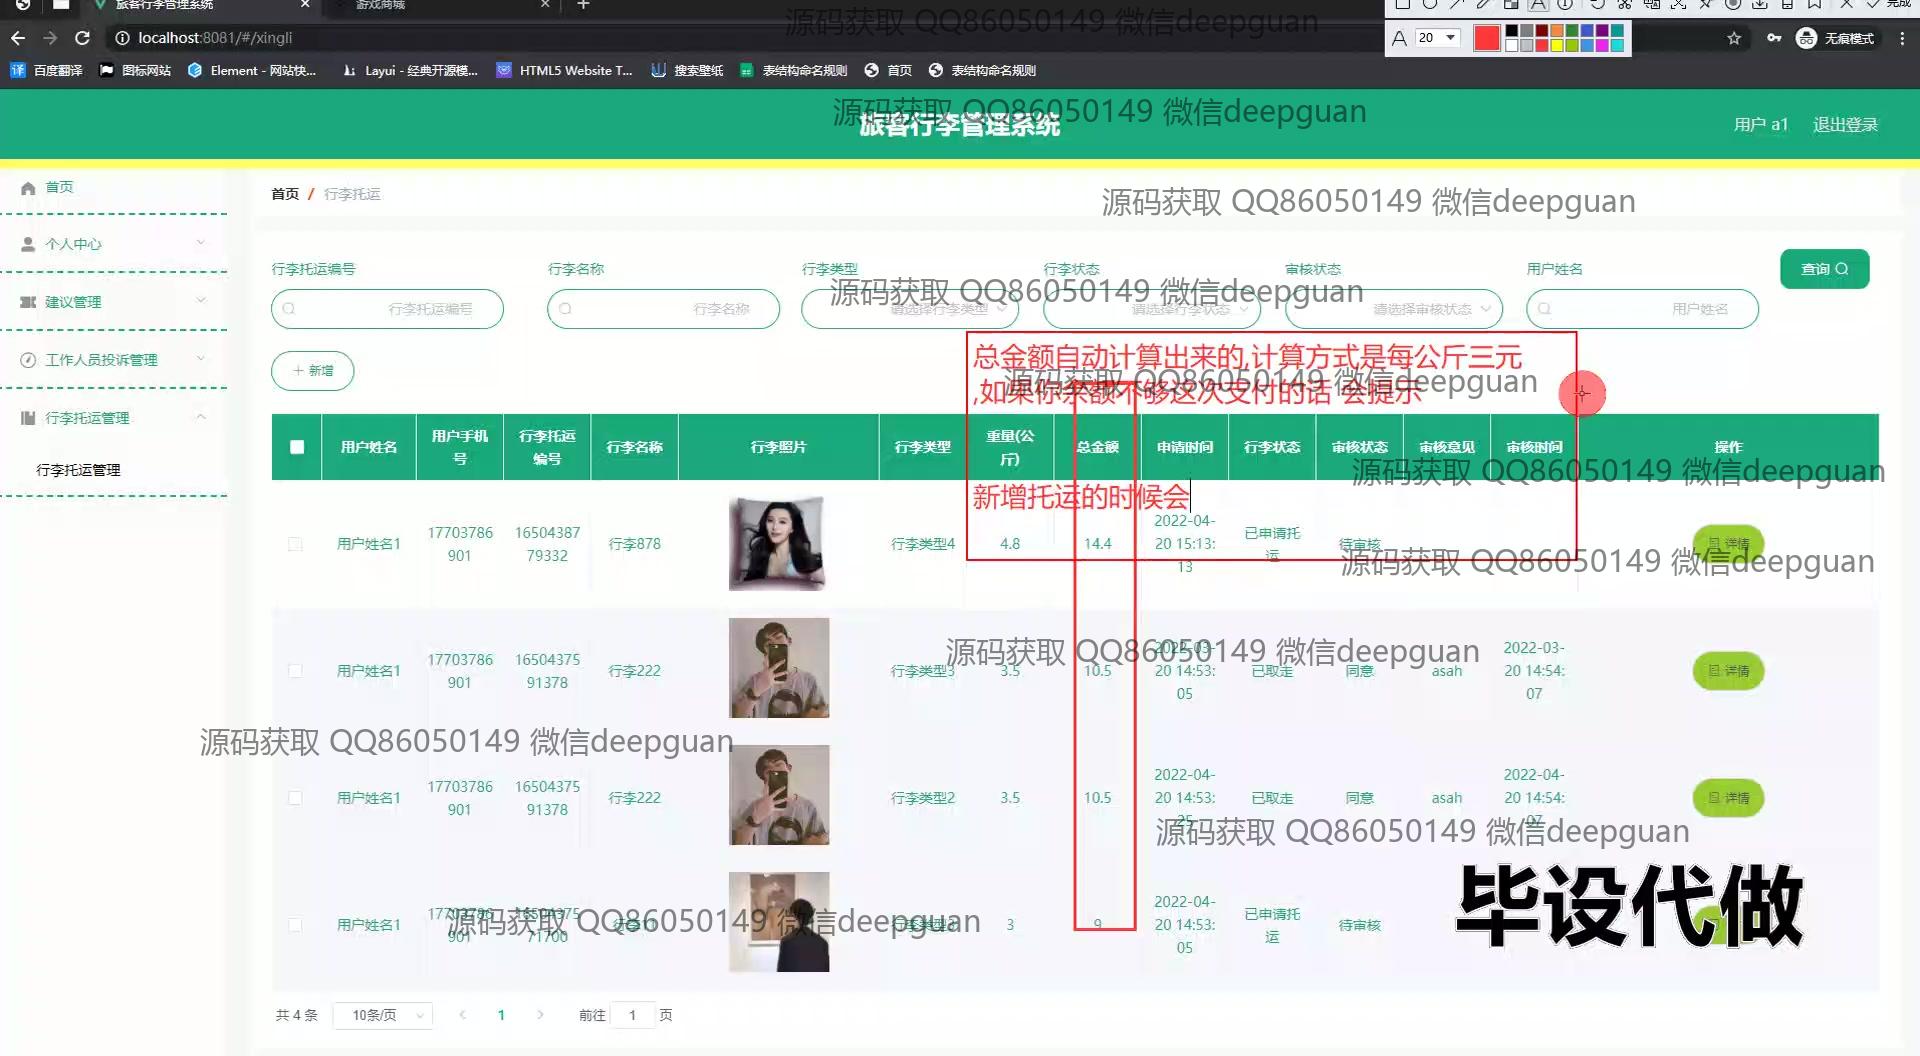 旅客行李管理系统
游戏商城
完成
localhost:8081/#/xingli
A 20
无痕模式
百度翻译 图标网站 Element - 网站快... Layui - 经典开源模... HTML5 Website T... 搜索壁纸 表结构命名规则 首页 表结构命名规则
源码获取 QQ86050149 微信deepguan
源码获取 QQ86050149 微信deepguan
旅客行李管理系统
用户 a1 退出登录
首页
个人中心
建议管理
工作人员投诉管理
行李托运管理
行李托运管理
首页 / 行李托运
源码获取 QQ86050149 微信deepguan
行李托运编号 行李名称 行李类型 行李状态 审核状态 用户姓名
查询
源码获取 QQ86050149 微信deepguan
行李托运编号 行李名称 请选择行李类型 请选择行李状态 请选择审核状态 用户姓名
新增
总金额自动计算出来的,计算方式是每公斤三元
,如果你余额不够这次支付的话 会提示
源码获取 QQ86050149 微信deepguan
用户姓名 用户手机号 行李托运编号 行李名称 行李照片 行李类型 重量(公斤) 总金额 申请时间 行李状态 审核状态 审核意见 审核时间 操作
源码获取 QQ86050149 微信deepguan
新增托运的时候会
用户姓名1 17703786901 1650438779332 行李878 行李类型4 4.8 14.4 2022-04-20 15:13:13 已申请托运 待审核 详情
源码获取 QQ86050149 微信deepguan
用户姓名1 17703786901 1650437591378 行李222 行李类型3 3.5 10.5 2022-03-20 14:53:05 已取走 同意 asah 2022-03-20 14:54:07 详情
源码获取 QQ86050149 微信deepguan
源码获取 QQ86050149 微信deepguan
用户姓名1 17703786901 1650437591378 行李222 行李类型2 3.5 10.5 2022-04-20 14:53:25 已取走 同意 asah 2022-04-20 14:54:07 详情
源码获取 QQ86050149 微信deepguan
用户姓名1 17703786901 1650437571700 3 9 2022-04-20 14:53:05 已申请托运 待审核
源码获取 QQ86050149 微信deepguan
毕设代做
共 4 条 10条/页 1 前往 1 页